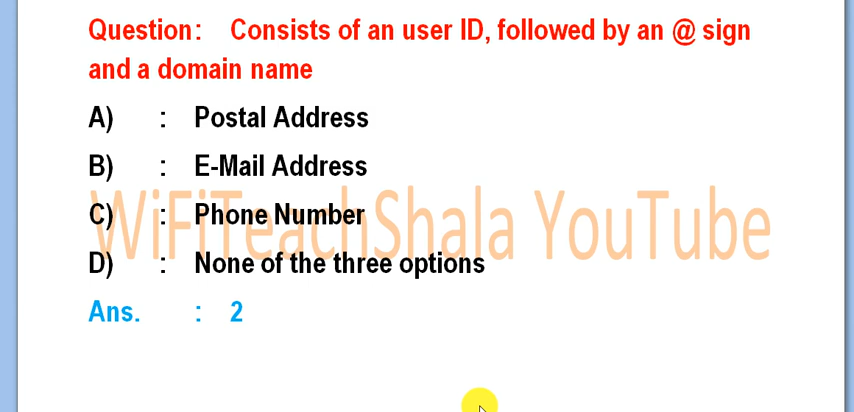 Question: Consists of an user ID, followed by an @ sign
and a domain name
A) : Postal Address
B) : E-Mail Address
C) : Phone Number
D) : None of the three options
Ans. : 2
WiFiTeachShala YouTube